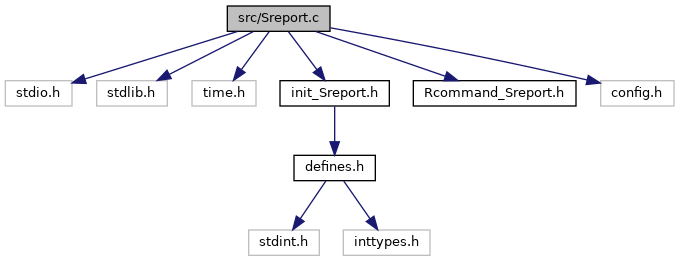 src/Sreport.c
stdio.h
stdlib.h
time.h
init_Sreport.h
Rcommand_Sreport.h
config.h
defines.h
stdint.h
inttypes.h